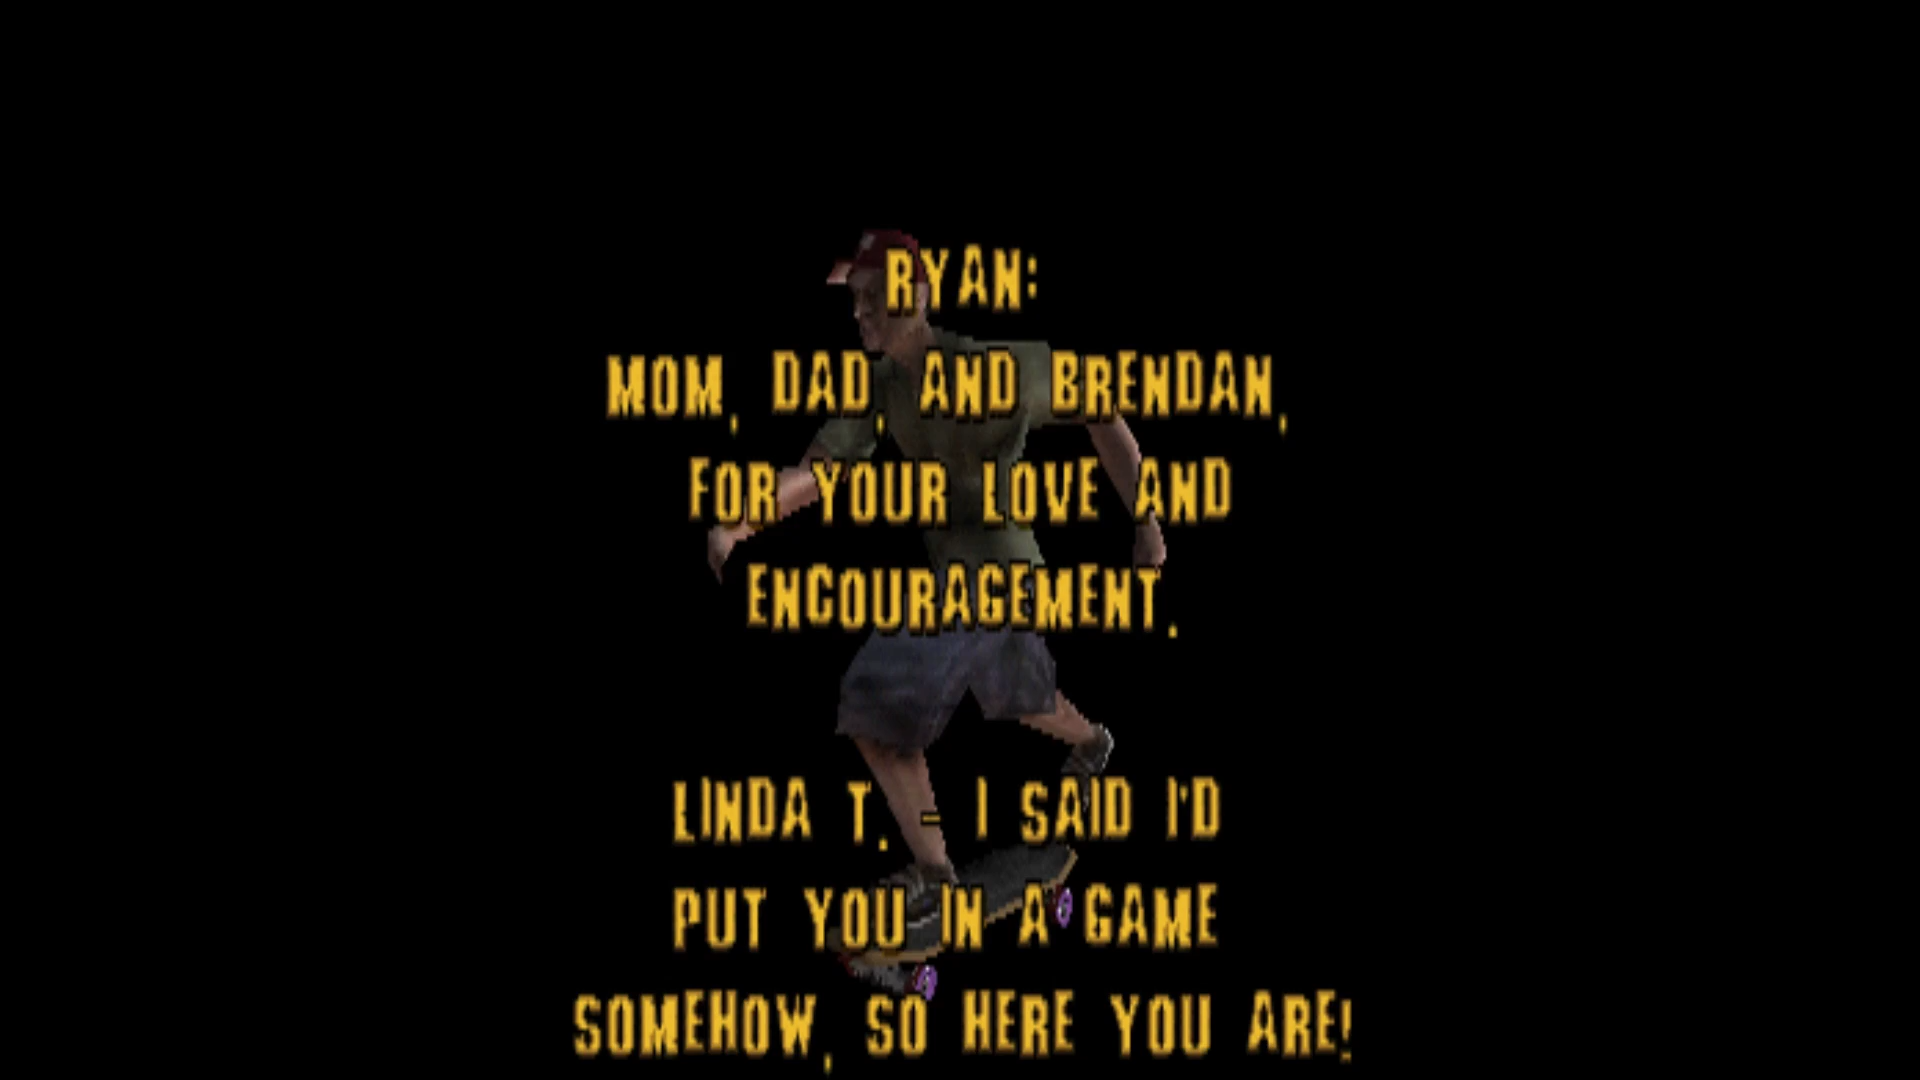 RYAN:
MOM, DAD, AND BRENDAN,
FOR YOUR LOVE AND
ENCOURAGEMENT.
LINDA T. - I SAID I'D
PUT YOU IN A GAME
SOMEHOW, SO HERE YOU ARE!